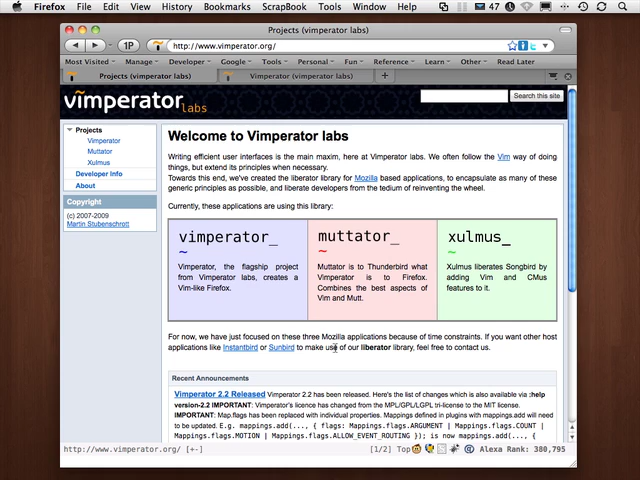 Firefox File Edit View History Bookmarks ScrapBook Tools Window Help 47
Projects (vimperator labs)
1P http://www.vimperator.org/
Most Visited Manage Developer Google Tools Personal Fun Reference Learn Other Read Later
Projects (vimperator labs) Vimperator (vimperator labs)
vimperator labs
Search this site
Projects
Vimperator
Muttator
Xulmus
Developer Info
About
Copyright
(c) 2007-2009
Martin Stubenschrott
Welcome to Vimperator labs
Writing efficient user interfaces is the main maxim, here at Vimperator labs. We often follow the Vim way of doing
things, but extend its principles when necessary.
Towards this end, we've created the liberator library for Mozilla based applications, to encapsulate as many of these
generic principles as possible, and liberate developers from the tedium of reinventing the wheel.
Currently, these applications are using this library:
vimperator_
~
Vimperator, the flagship project
from Vimperator labs, creates a
Vim-like Firefox.
muttator_
~
Muttator is to Thunderbird what
Vimperator is to Firefox.
Combines the best aspects of
Vim and Mutt.
xulmus_
~
Xulmus liberates Songbird by
adding Vim and CMus
features to it.
For now, we have just focused on these three Mozilla applications because of time constraints. If you want other host
applications like Instantbird or Sunbird to make use of our liberator library, feel free to contact us.
Recent Announcements
Vimperator 2.2 Released Vimperator 2.2 has been released. Here's the list of changes which is also available via :help
version-2.2 IMPORTANT: Vimperator's licence has changed from the MPL/GPL/LGPL tri-license to the MIT license.
IMPORTANT: Map.flags has been replaced with individual properties. Mappings defined in plugins with mappings.add will need
to be updated. E.g. mappings.add(..., { flags: Mappings.flags.ARGUMENT | Mappings.flags.COUNT |
Mappings.flags.MOTION | Mappings.flags.ALLOW_EVENT_ROUTING }); is now mappings.add(..., {
http://www.vimperator.org/ [+-] [1/2] Top Alexa Rank: 380,795